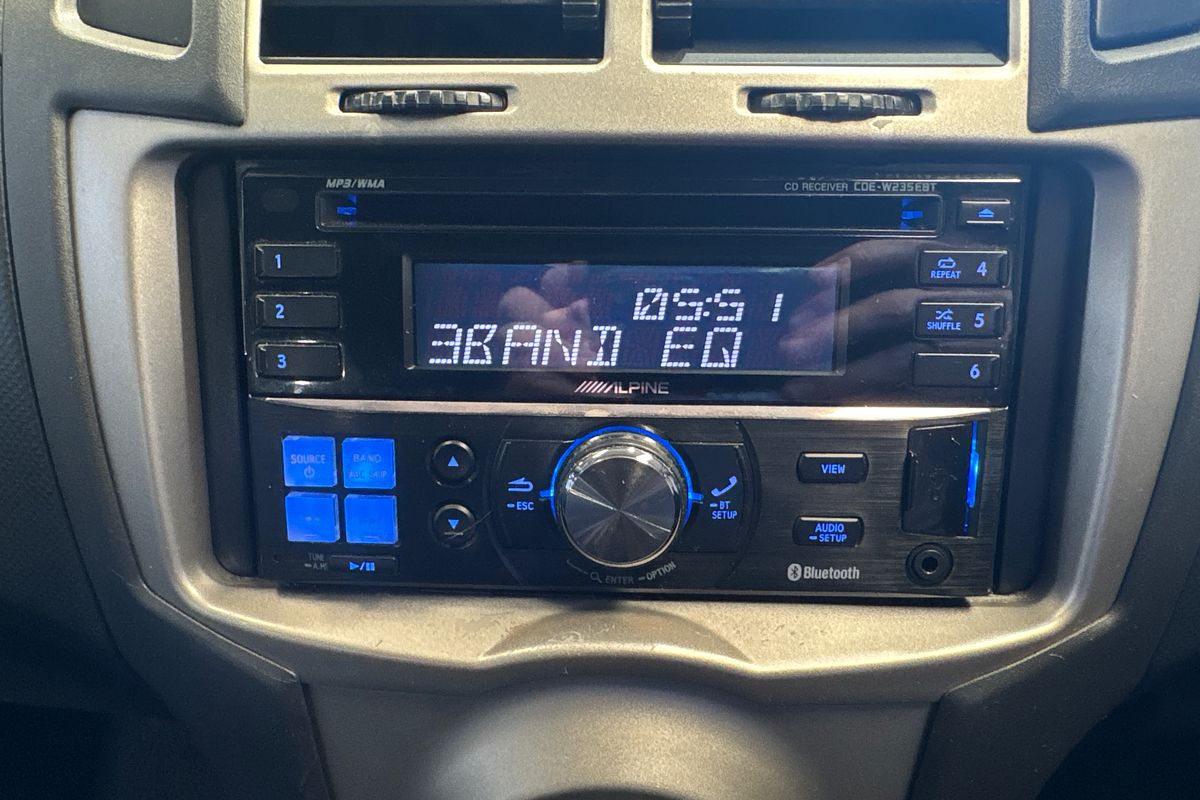 MP3/WMA
CD RECEIVER CDE-W235EBT
1
2
3
REPEAT 4
SHUFFLE 5
6
05:51
3BAND EQ
ALPINE
SOURCE
BAND
ESC
BT
SETUP
VIEW
AUDIO
SETUP
TUNE
A.ME
ENTER OPTION
Bluetooth